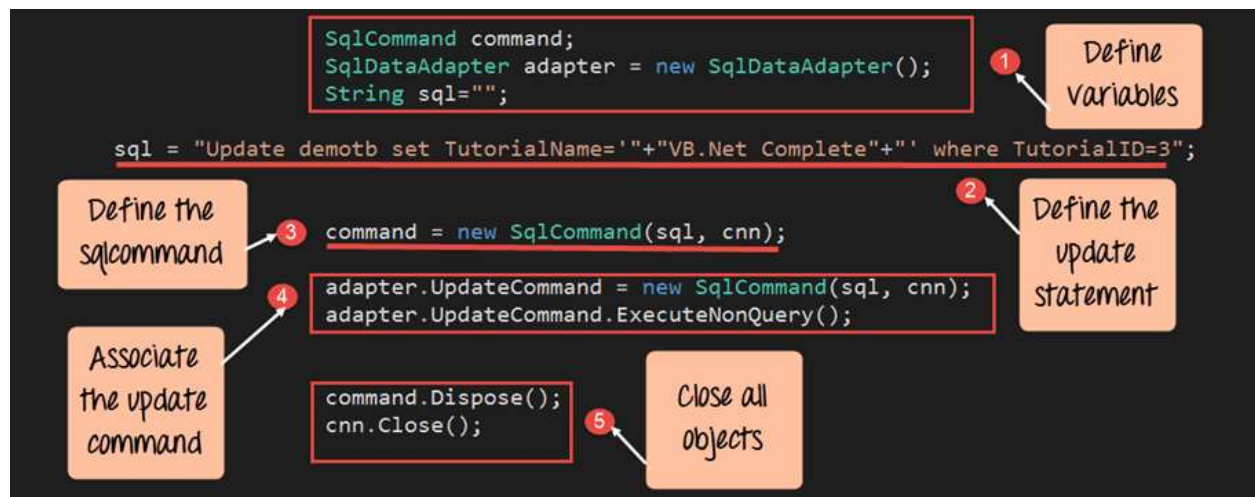 SqlCommand command;
SqlDataAdapter adapter = new SqlDataAdapter();
String sql="";
1
Define
variables
sql = "Update demotb set TutorialName='"+"VB.Net Complete"+"' where TutorialID=3";
2
Define the
update
statement
Define the
sqlcommand
3
command = new SqlCommand(sql, cnn);
4
adapter.UpdateCommand = new SqlCommand(sql, cnn);
adapter.UpdateCommand.ExecuteNonQuery();
Associate
the update
command
command.Dispose();
cnn.Close();
5
Close all
objects